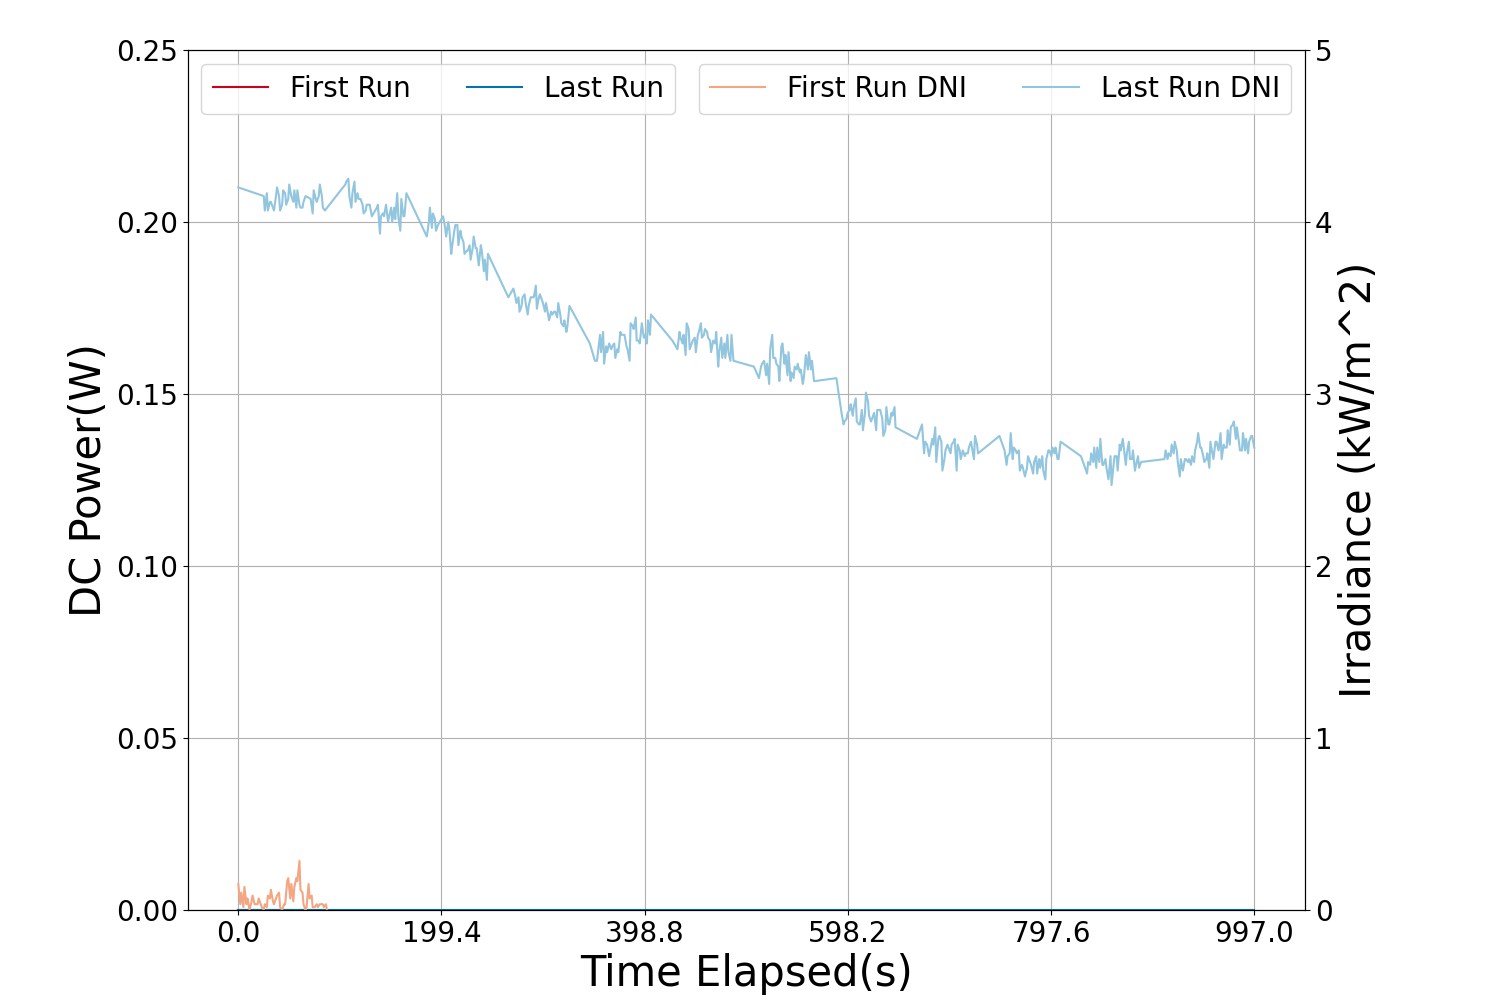 0.25
0.20
0.15
0.10
0.05
0.00
DC Power(W)
First Run
Last Run
First Run DNI
Last Run DNI
5
4
3
2
1
0
Irradiance (kW/m^2)
0.0
199.4
398.8
598.2
797.6
997.0
Time Elapsed(s)